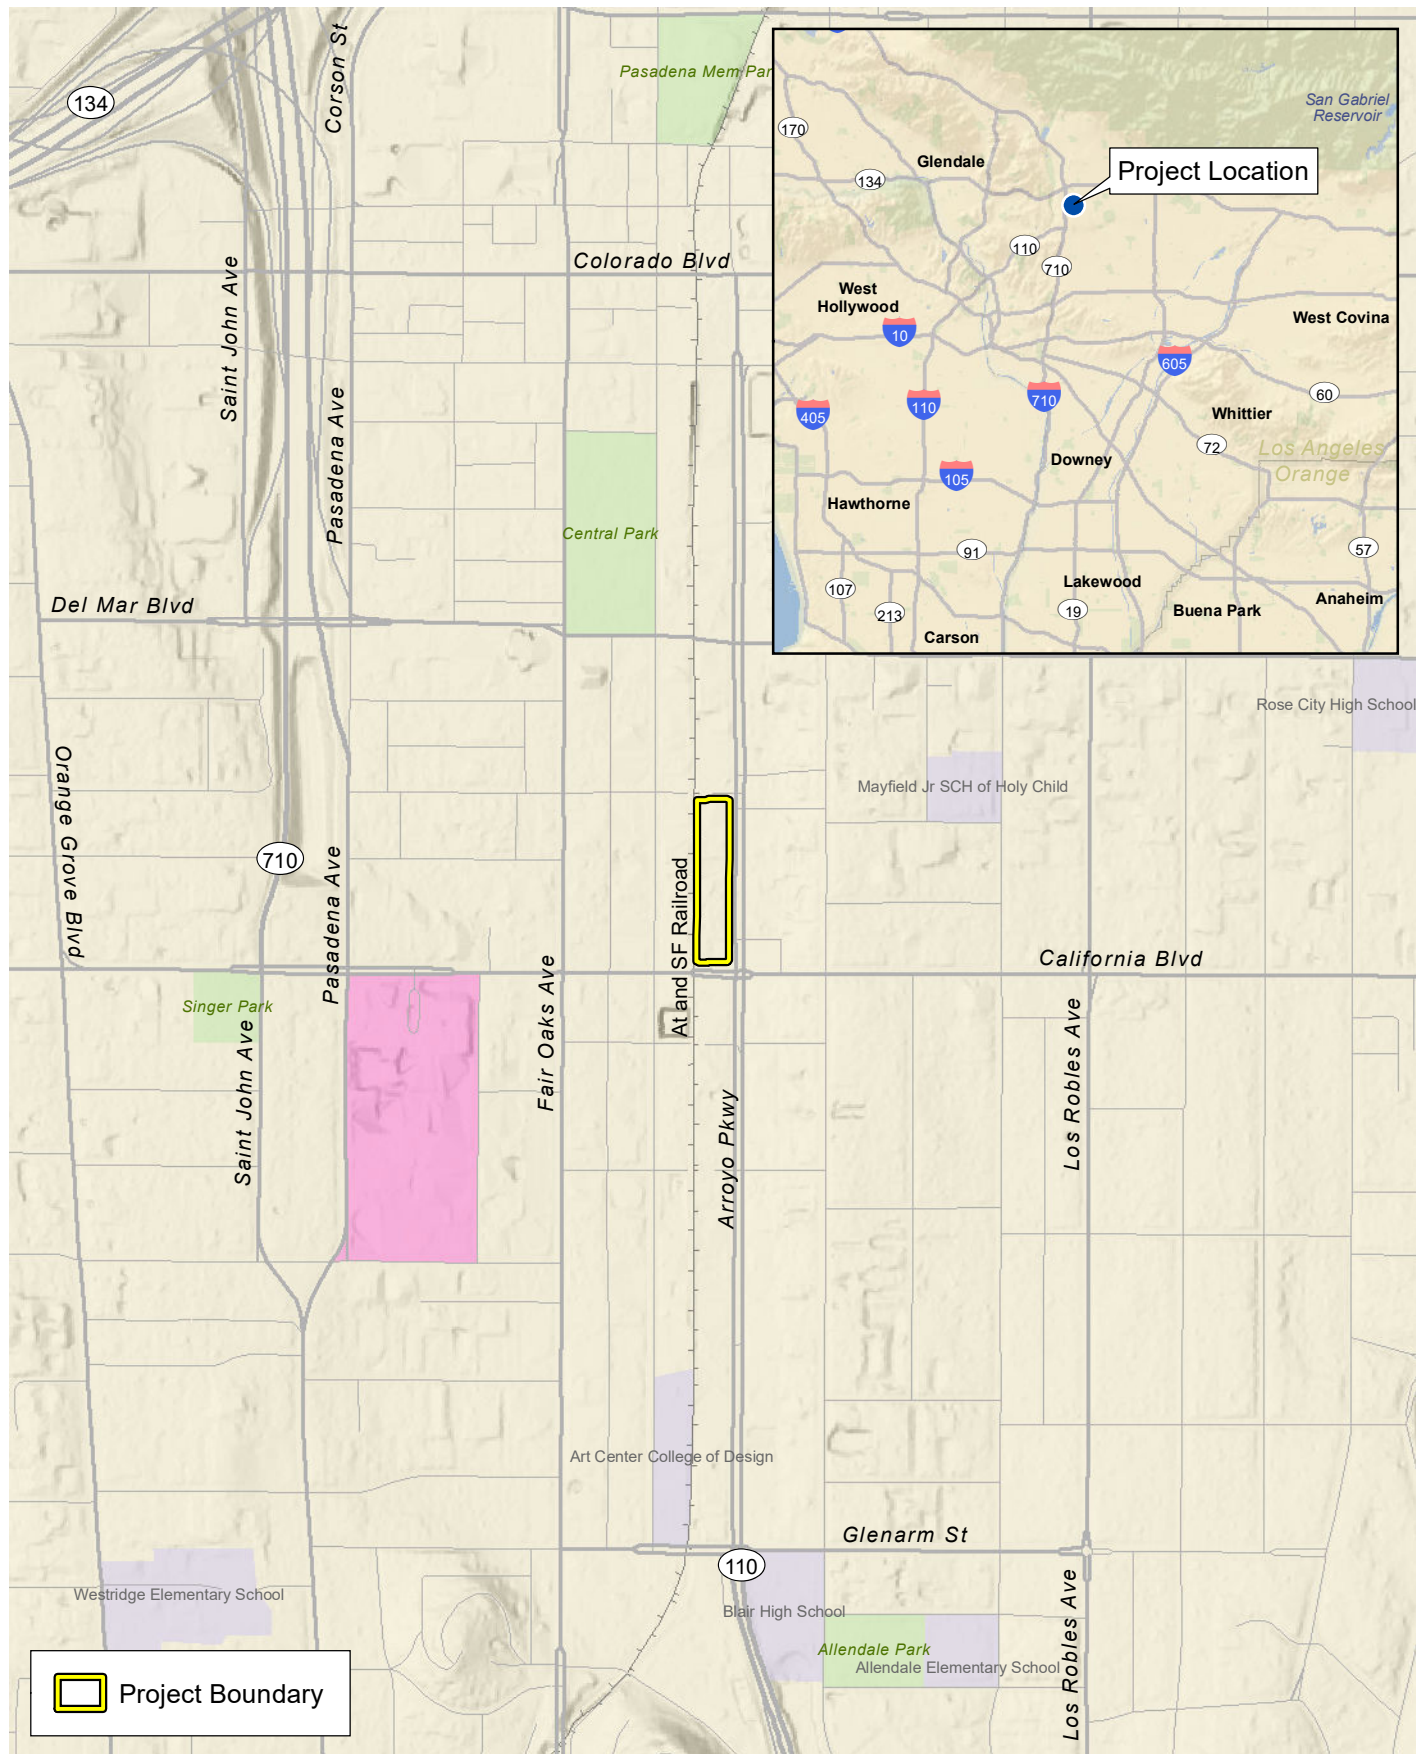 Corson St
Pasadena Mem Par
134
San Gabriel
Reservoir
170
Glendale
Project Location
134
110
710
Colorado Blvd
Saint John Ave
West
Hollywood
West Covina
10
605
Pasadena Ave
405
110
710
60
Whittier
72
Los Angeles
Orange
Downey
105
Hawthorne
Central Park
91
57
107
213
Lakewood
19
Buena Park
Anaheim
Carson
Del Mar Blvd
Rose City High School
Orange Grove Blvd
Mayfield Jr SCH of Holy Child
710
Pasadena Ave
At and SF Railroad
Fair Oaks Ave
California Blvd
Singer Park
Saint John Ave
Los Robles Ave
Arroyo Pkwy
Art Center College of Design
Glenarm St
110
Westridge Elementary School
Blair High School
Allendale Park
Allendale Elementary School
Los Robles Ave
Project Boundary